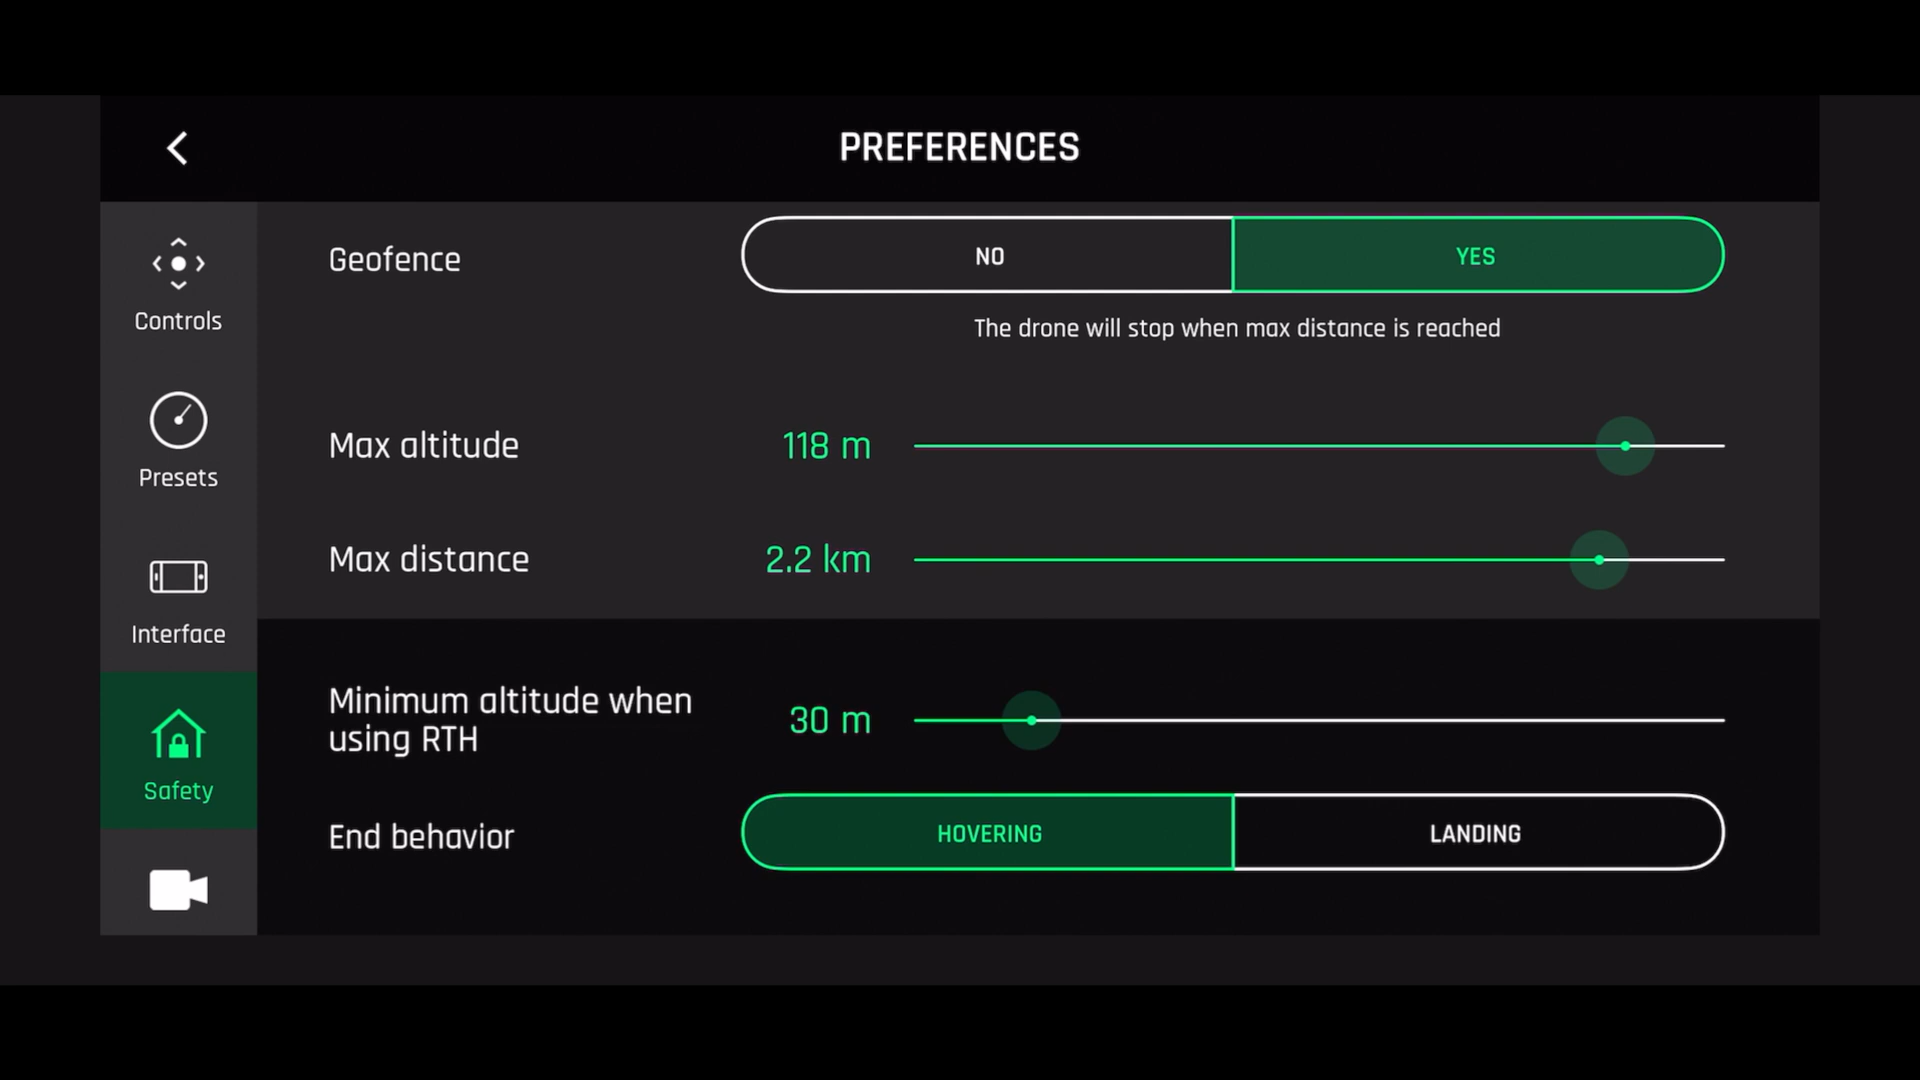 PREFERENCES
Controls
Presets
Interface
Safety
Geofence
NO
YES
The drone will stop when max distance is reached
Max altitude
118 m
Max distance
2.2 km
Minimum altitude when
using RTH
30 m
End behavior
HOVERING
LANDING